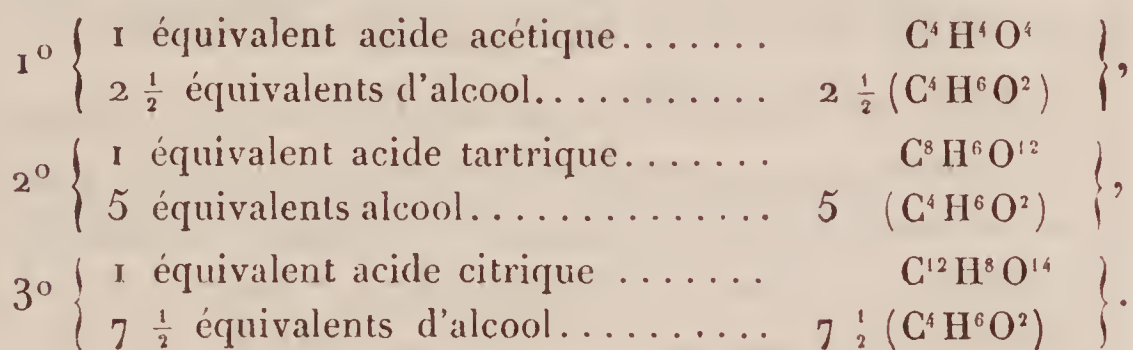 1° { 1 équivalent acide acétique....... C⁴H⁴O⁴ },
2 ½ équivalents d'alcool........... 2 ½ (C⁴H⁶O²)
2° { 1 équivalent acide tartrique....... C⁸H⁶O¹² },
5 équivalents alcool.............. 5 (C⁴H⁶O²)
3° { 1 équivalent acide citrique ....... C¹²H⁸O¹⁴ }.
7 ½ équivalents d'alcool.......... 7 ½ (C⁴H⁶O²)